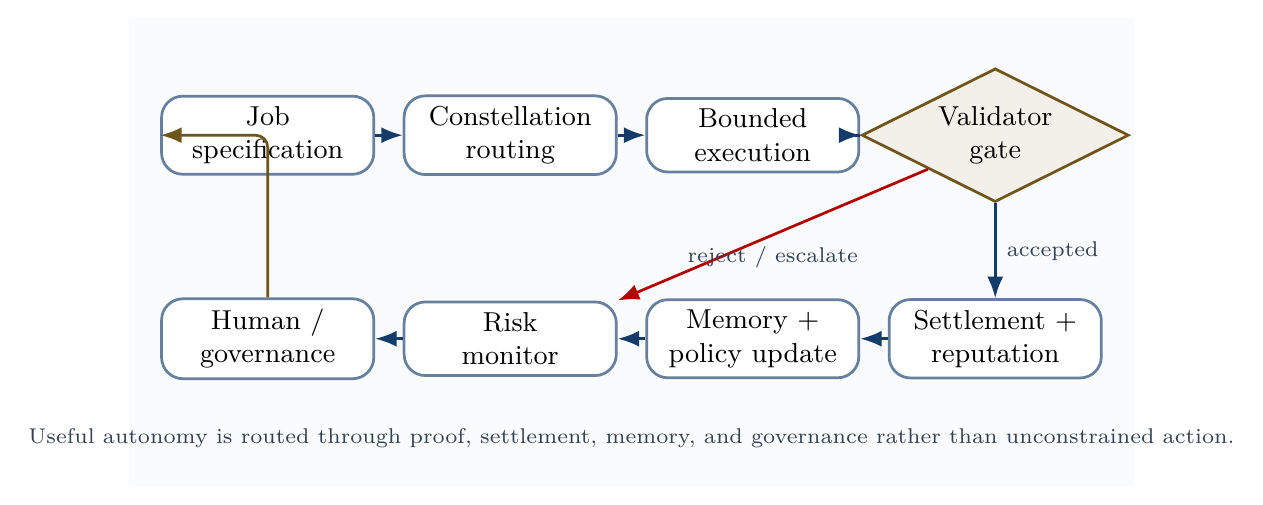 Job
specification
Constellation
routing
Bounded
execution
Validator
gate
reject / escalate
accepted
Human /
governance
Risk
monitor
Memory +
policy update
Settlement +
reputation
Useful autonomy is routed through proof, settlement, memory, and governance rather than unconstrained action.